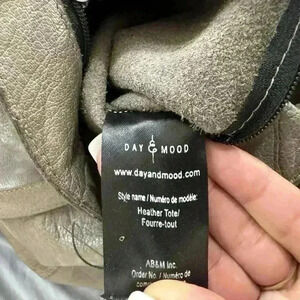 DAY & MOOD
www.dayandmood.com
Style name / Numéro de modèle:
Heather Tote/
Fourre-tout
AB&M Inc.
Order No. / Numéro de